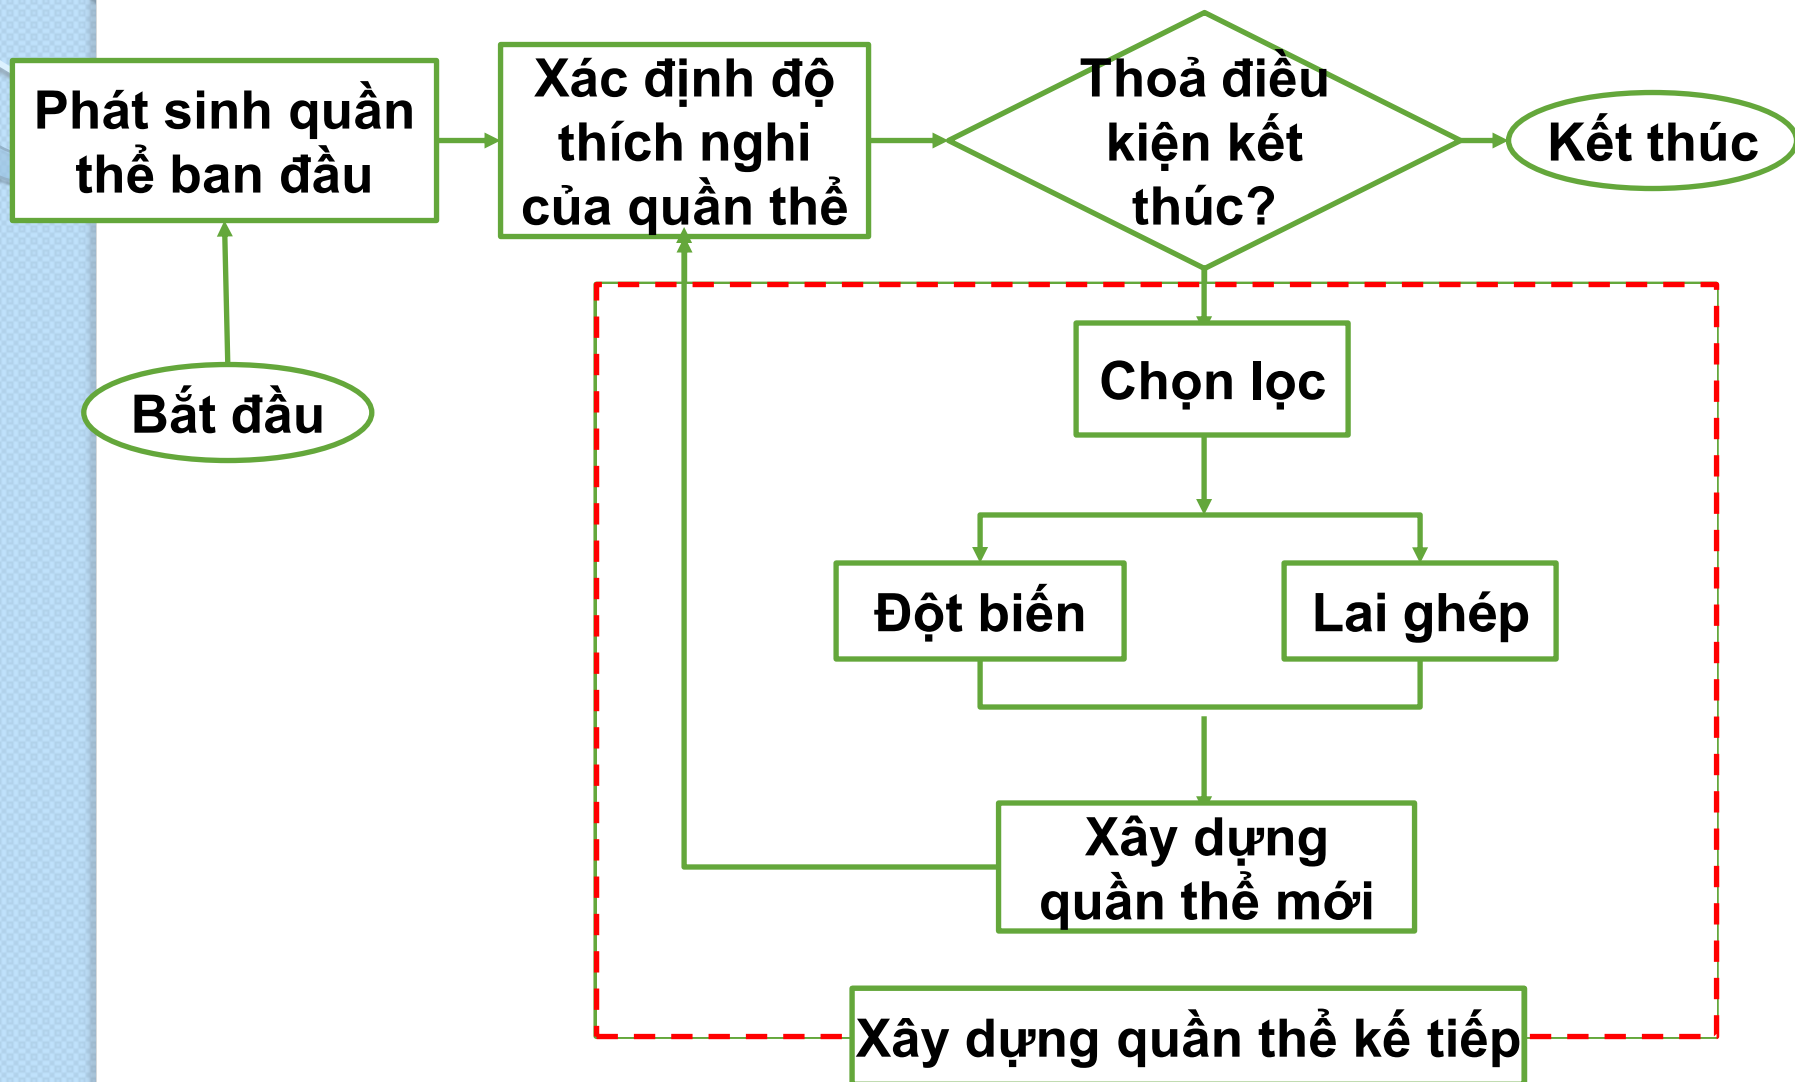 Phát sinh quần
thể ban đầu
Xác định độ
thích nghi
của quần thể
Thoả điều
kiện kết
thúc?
Kết thúc
Bắt đầu
Chọn lọc
Đột biến
Lai ghép
Xây dựng
quần thể mới
Xây dựng quần thể kế tiếp